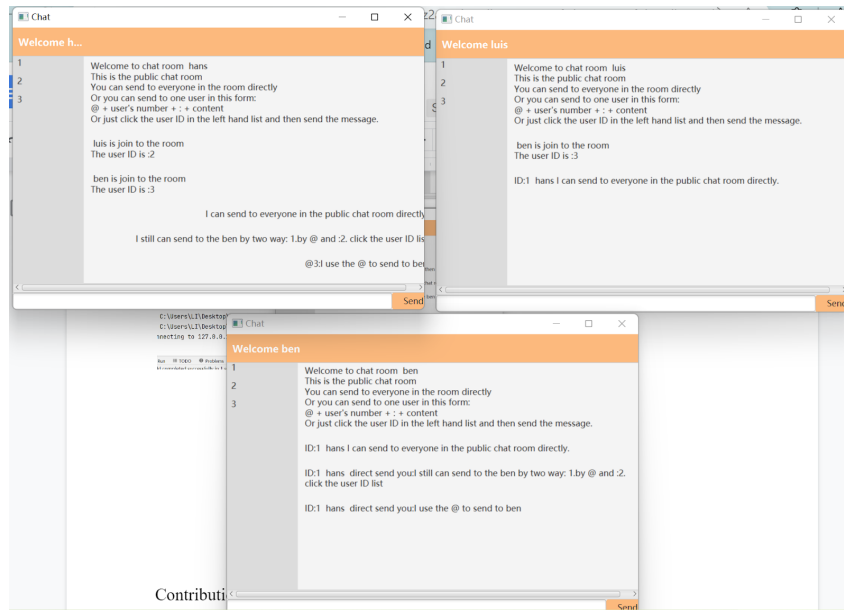 Chat
Welcome h...
1
2
3
Welcome to chat room  hans
This is the public chat room
You can send to everyone in the room directly
Or you can send to one user in this form:
@ + user's number + : + content
Or just click the user ID in the left hand list and then send the message.
luis is join to the room
The user ID is :2
ben is join to the room
The user ID is :3
I can send to everyone in the public chat room directly
I still can send to the ben by two way: 1.by @ and :2. click the user ID lis
@3:I use the @ to send to ben
Send
Chat
Welcome luis
1
2
3
Welcome to chat room  luis
This is the public chat room
You can send to everyone in the room directly
Or you can send to one user in this form:
@ + user's number + : + content
Or just click the user ID in the left hand list and then send the message.
ben is join to the room
The user ID is :3
ID:1  hans I can send to everyone in the public chat room directly.
Send
C:\Users\LI\Desktop
C:\Users\LI\Desktop
nnecting to 127.0.0.
Run TODO Problems
Chat
Welcome ben
1
2
3
Welcome to chat room  ben
This is the public chat room
You can send to everyone in the room directly
Or you can send to one user in this form:
@ + user's number + : + content
Or just click the user ID in the left hand list and then send the message.
ID:1  hans I can send to everyone in the public chat room directly.
ID:1  hans  direct send you:I still can send to the ben by two way: 1.by @ and :2.
click the user ID list
ID:1  hans  direct send you:I use the @ to send to ben
Send
Contributi